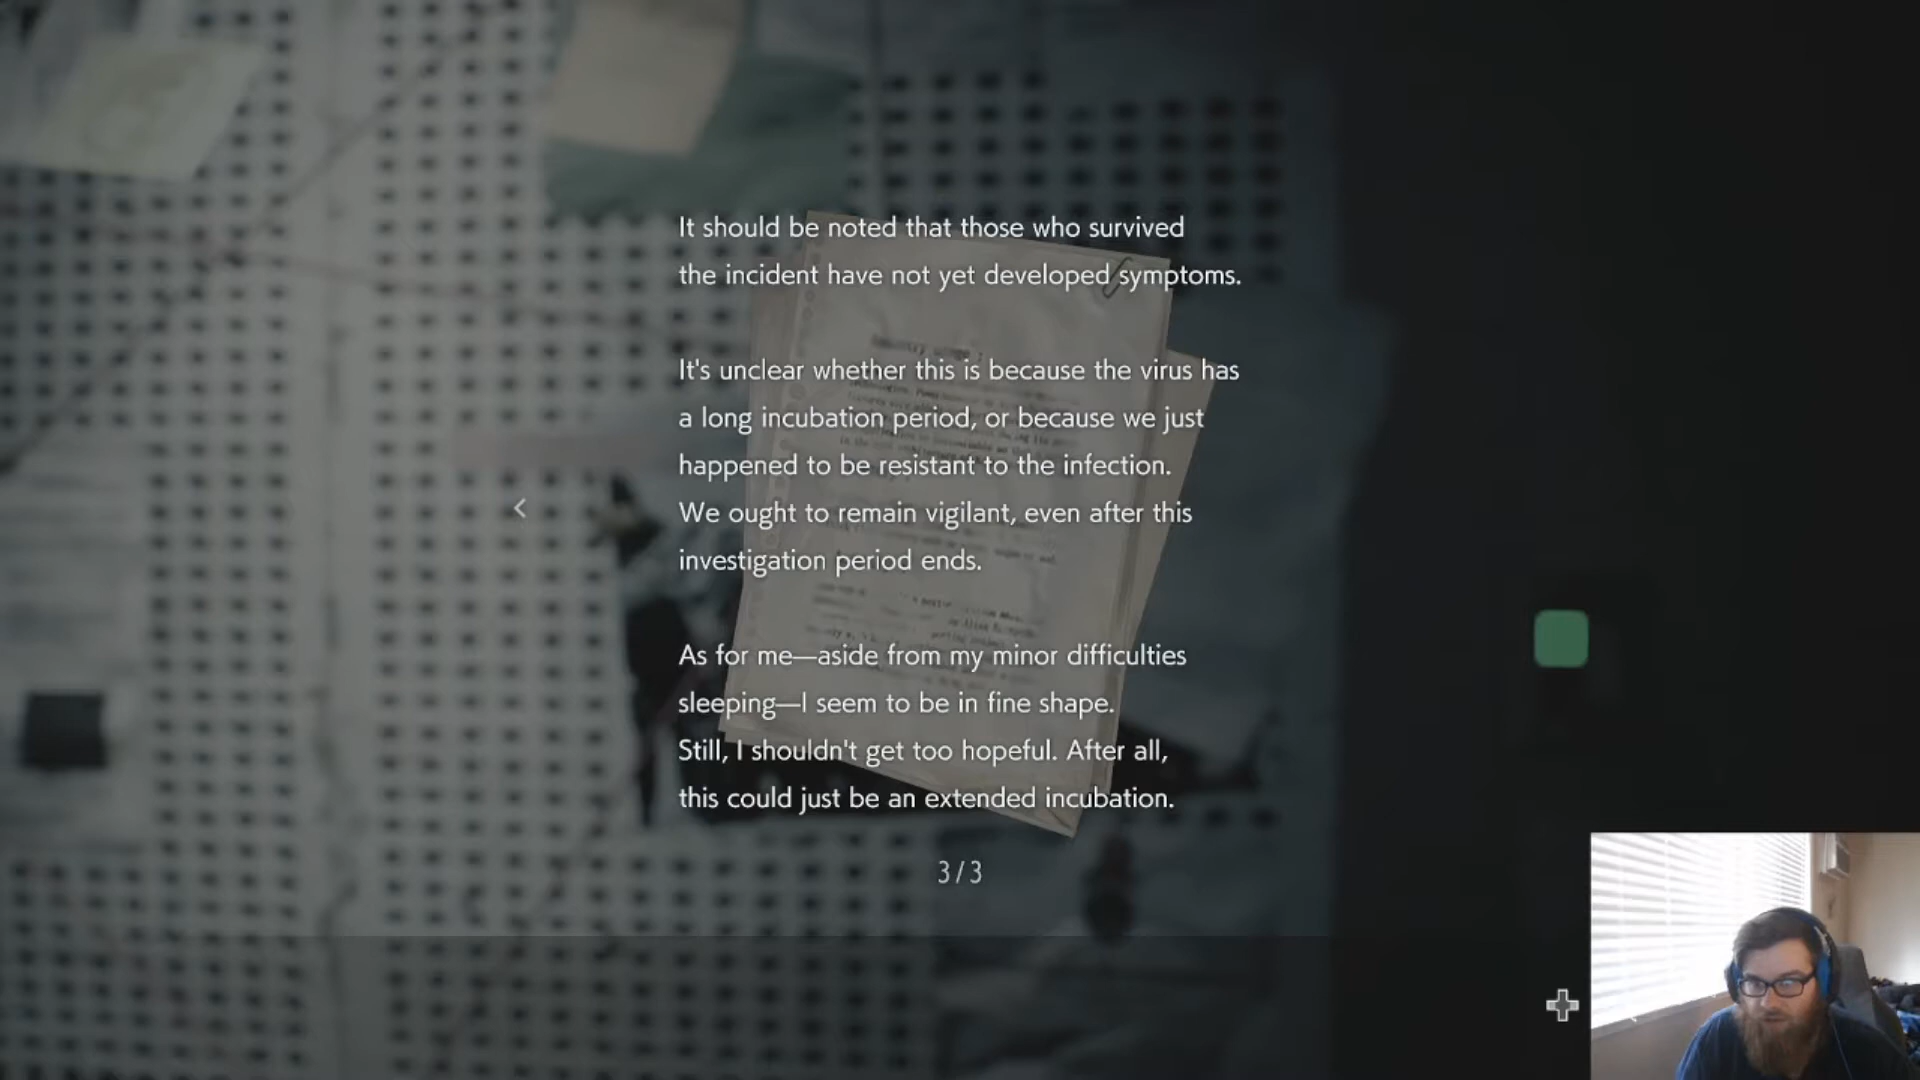 It should be noted that those who survived
the incident have not yet developed symptoms.
It's unclear whether this is because the virus has
a long incubation period, or because we just
happened to be resistant to the infection.
We ought to remain vigilant, even after this
investigation period ends.
As for me—aside from my minor difficulties
sleeping—I seem to be in fine shape.
Still, I shouldn't get too hopeful. After all,
this could just be an extended incubation.
3/3